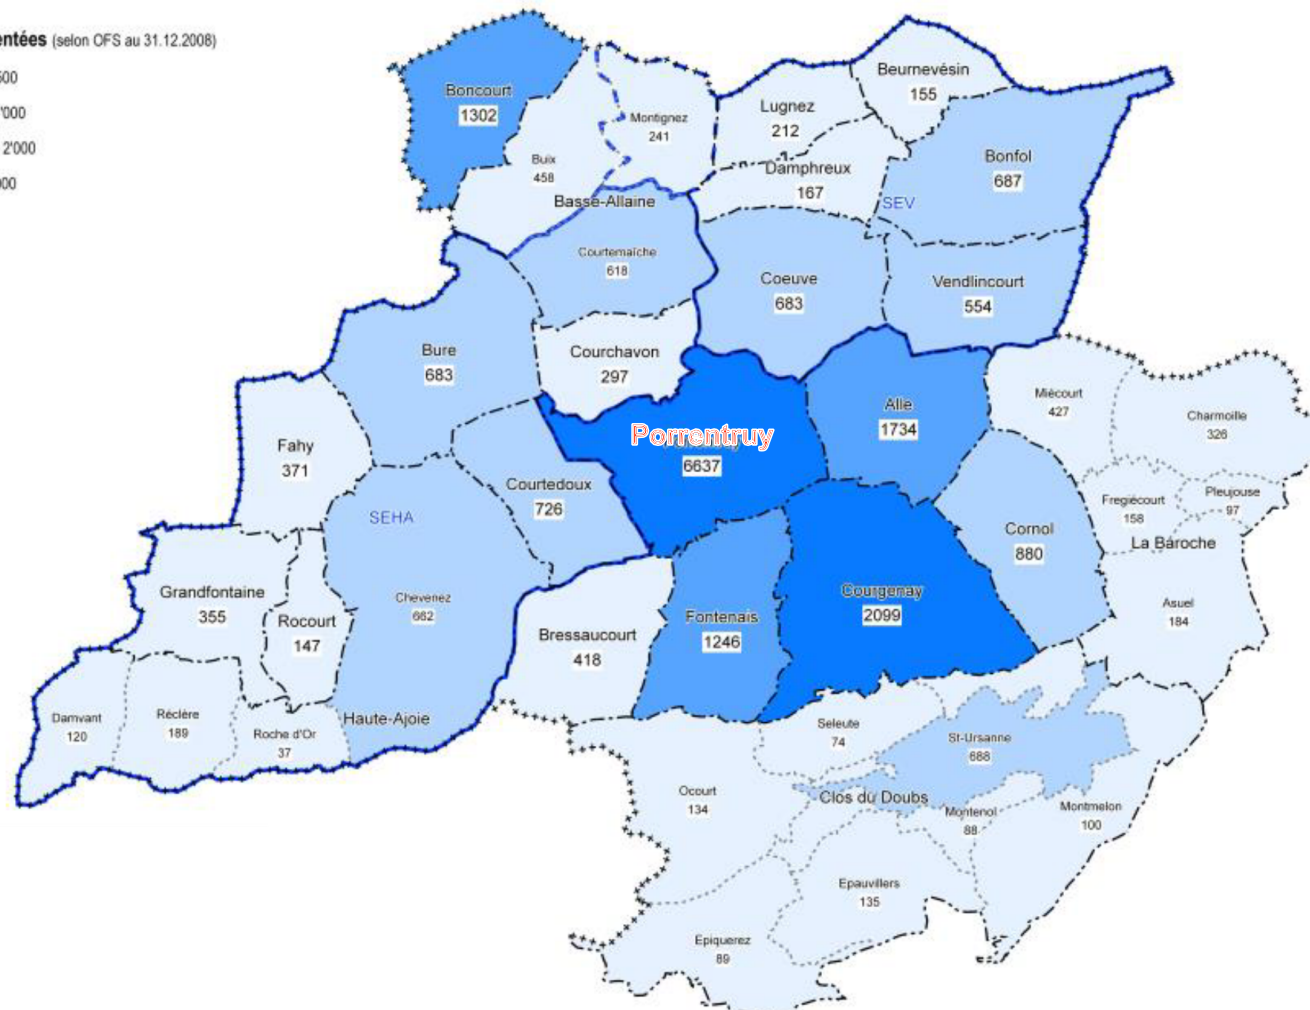 entées (selon OFS au 31.12.2008)
500
'000
2'000
000
Boncourt
1302
Buix
458
Montignez
241
Basse-Allaine
Lugnez
212
Beurnevésin
155
Damphreux
167
Bonfol
687
SEV
Courtemaîche
618
Coeuve
683
Vendlincourt
554
Bure
683
Courchavon
297
Porrentruy
6637
Alle
1734
Miécourt
427
Charmoille
326
Fahy
371
Courtedoux
726
SEHA
Cornol
880
Fregiécourt
158
Pleujouse
97
La Baroche
Asuel
184
Grandfontaine
355
Rocourt
147
Chevenez
662
Bressaucourt
418
Fontenais
1246
Courgenay
2099
Damvant
120
Réclère
189
Roche d'Or
37
Haute-Ajoie
Seleute
74
St-Ursanne
688
Ocourt
134
Clos du Doubs
Montenol
88
Montmelon
100
Epauvillers
135
Epiquerez
89